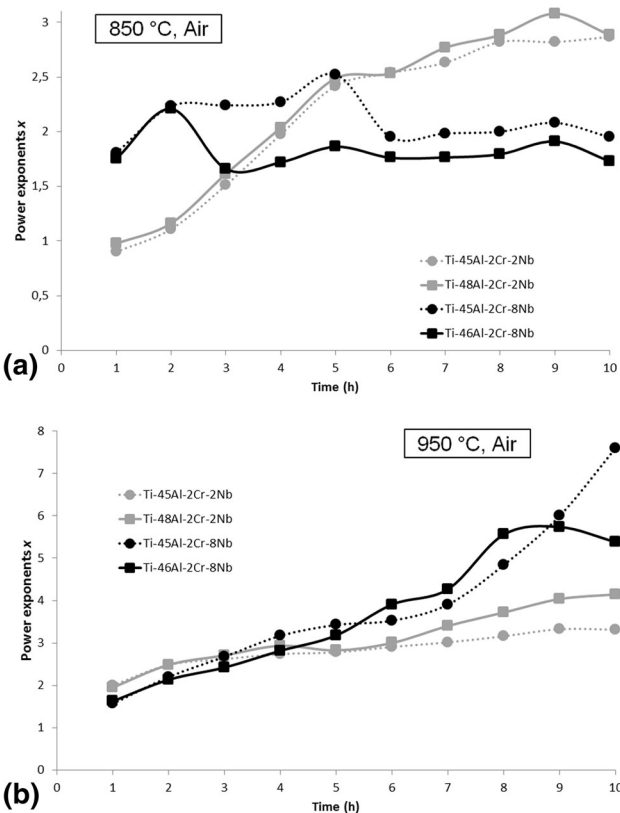 850 °C, Air
3
2,5
2
1,5
1
0,5
0
Power exponents x
Ti-45Al-2Cr-2Nb
Ti-48Al-2Cr-2Nb
Ti-45Al-2Cr-8Nb
Ti-46Al-2Cr-8Nb
0 1 2 3 4 5 6 7 8 9 10
Time (h)
(a)
950 °C, Air
8
7
6
5
4
3
2
1
0
Power exponents x
Ti-45Al-2Cr-2Nb
Ti-48Al-2Cr-2Nb
Ti-45Al-2Cr-8Nb
Ti-46Al-2Cr-8Nb
0 1 2 3 4 5 6 7 8 9 10
Time (h)
(b)